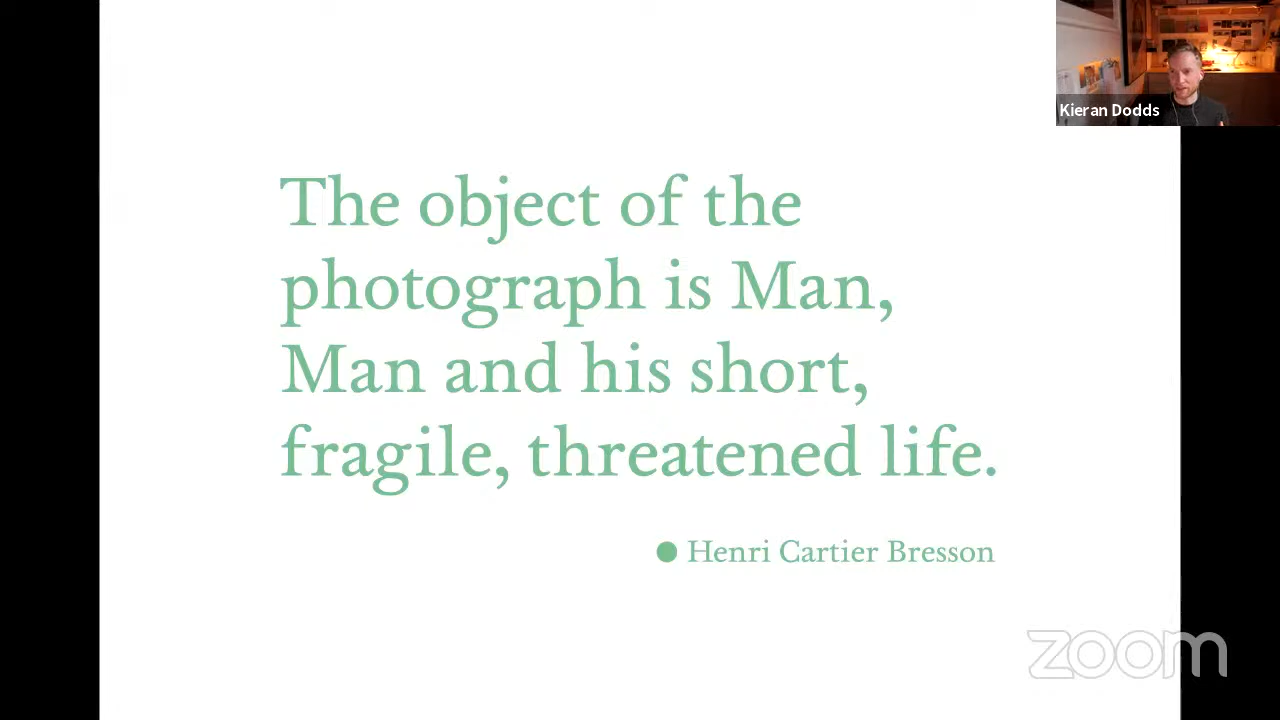 Kieran Dodds
The object of the
photograph is Man,
Man and his short,
fragile, threatened life.
● Henri Cartier Bresson
zoom